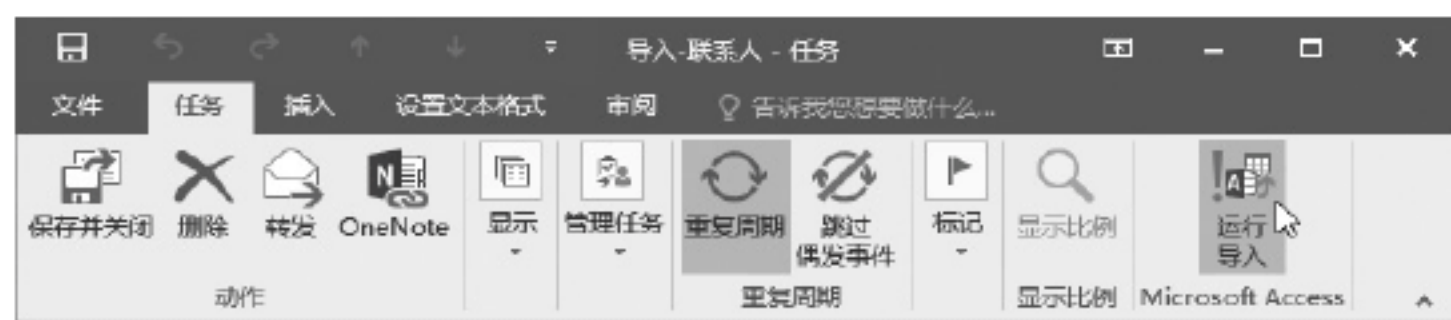 导入-联系人 - 任务
文件 任务 插入 设置文本格式 审阅 告诉我您想要做什么...
保存并关闭 删除 转发 OneNote 显示 管理任务 重复周期 跳过 标记 显示比例 运行
偶发事件 导入
动作 重复周期 显示比例 Microsoft Access